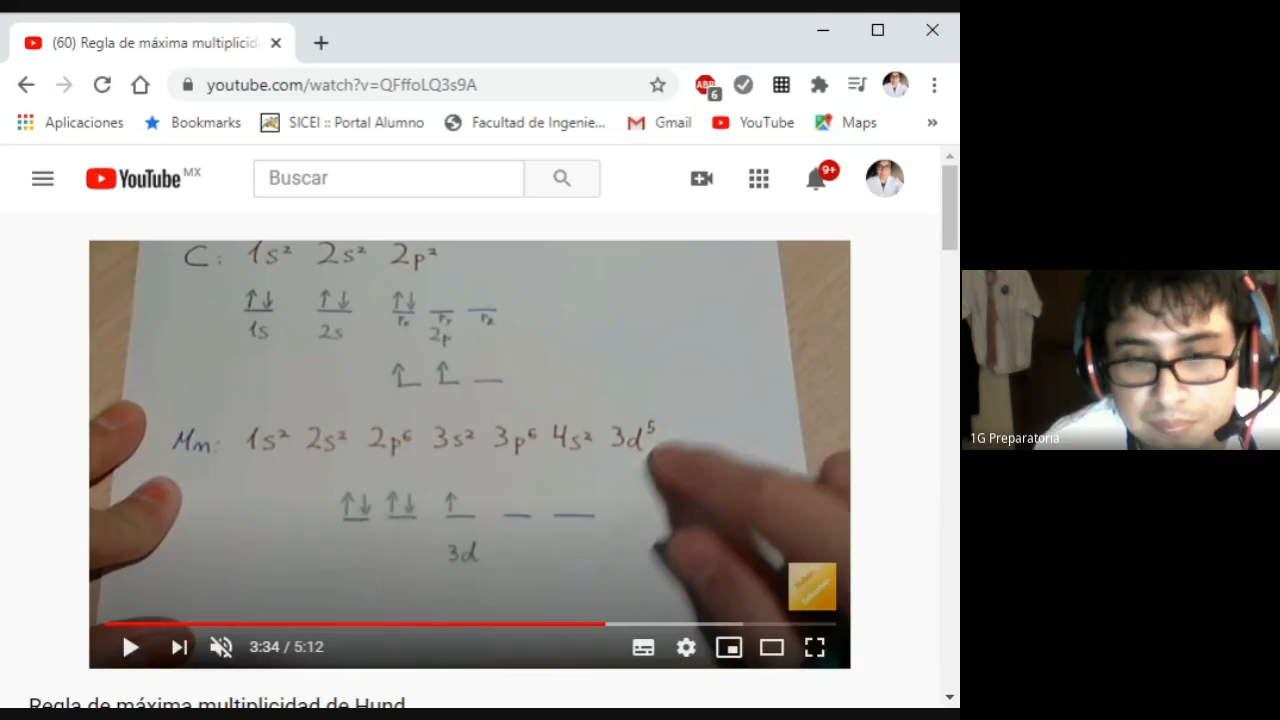 (60) Regla de máxima multiplicid
youtube.com/watch?v=QFffoLQ3s9A
ABP
6
Aplicaciones Bookmarks SICEI :: Portal Alumno Facultad de Ingenie... Gmail YouTube Maps »
YouTube MX Buscar 9+
C: 1s² 2s² 2p²
↑↓ ↑↓ ↑↓
1s 2s 2p
↑ ↑
Mn: 1s² 2s² 2p⁶ 3s² 3p⁶ 4s² 3d⁵
↑↓ ↑↓ ↑
3d
3:34 / 5:12
Regla de máxima multiplicidad de Hund
1G Preparatoria